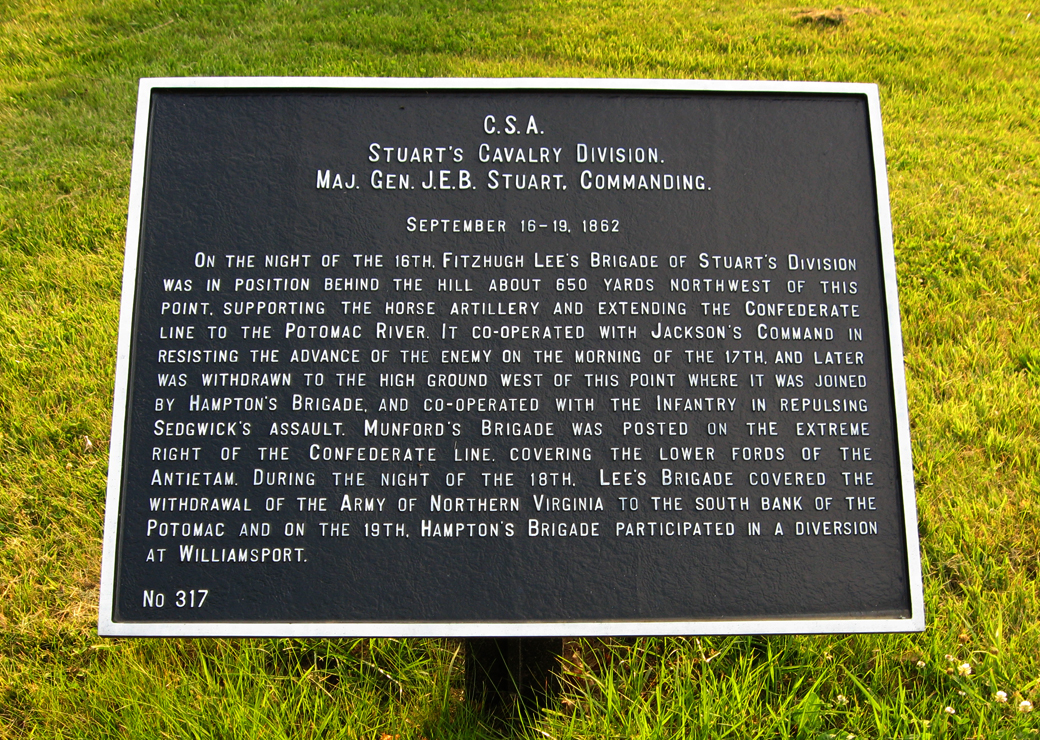 C.S.A.
STUART'S CAVALRY DIVISION.
MAJ. GEN. J.E.B. STUART, COMMANDING.
SEPTEMBER 16-19, 1862
ON THE NIGHT OF THE 16TH, FITZHUGH LEE'S BRIGADE OF STUART'S DIVISION
WAS IN POSITION BEHIND THE HILL ABOUT 650 YARDS NORTHWEST OF THIS
POINT, SUPPORTING THE HORSE ARTILLERY AND EXTENDING THE CONFEDERATE
LINE TO THE POTOMAC RIVER. IT CO-OPERATED WITH JACKSON'S COMMAND IN
RESISTING THE ADVANCE OF THE ENEMY ON THE MORNING OF THE 17TH, AND LATER
WAS WITHDRAWN TO THE HIGH GROUND WEST OF THIS POINT WHERE IT WAS JOINED
BY HAMPTON'S BRIGADE, AND CO-OPERATED WITH THE INFANTRY IN REPULSING
SEDGWICK'S ASSAULT. MUNFORD'S BRIGADE WAS POSTED ON THE EXTREME
RIGHT OF THE CONFEDERATE LINE, COVERING THE LOWER FORDS OF THE
ANTIETAM. DURING THE NIGHT OF THE 18TH, LEE'S BRIGADE COVERED THE
WITHDRAWAL OF THE ARMY OF NORTHERN VIRGINIA TO THE SOUTH BANK OF THE
POTOMAC AND ON THE 19TH, HAMPTON'S BRIGADE PARTICIPATED IN A DIVERSION
AT WILLIAMSPORT.
NO 317